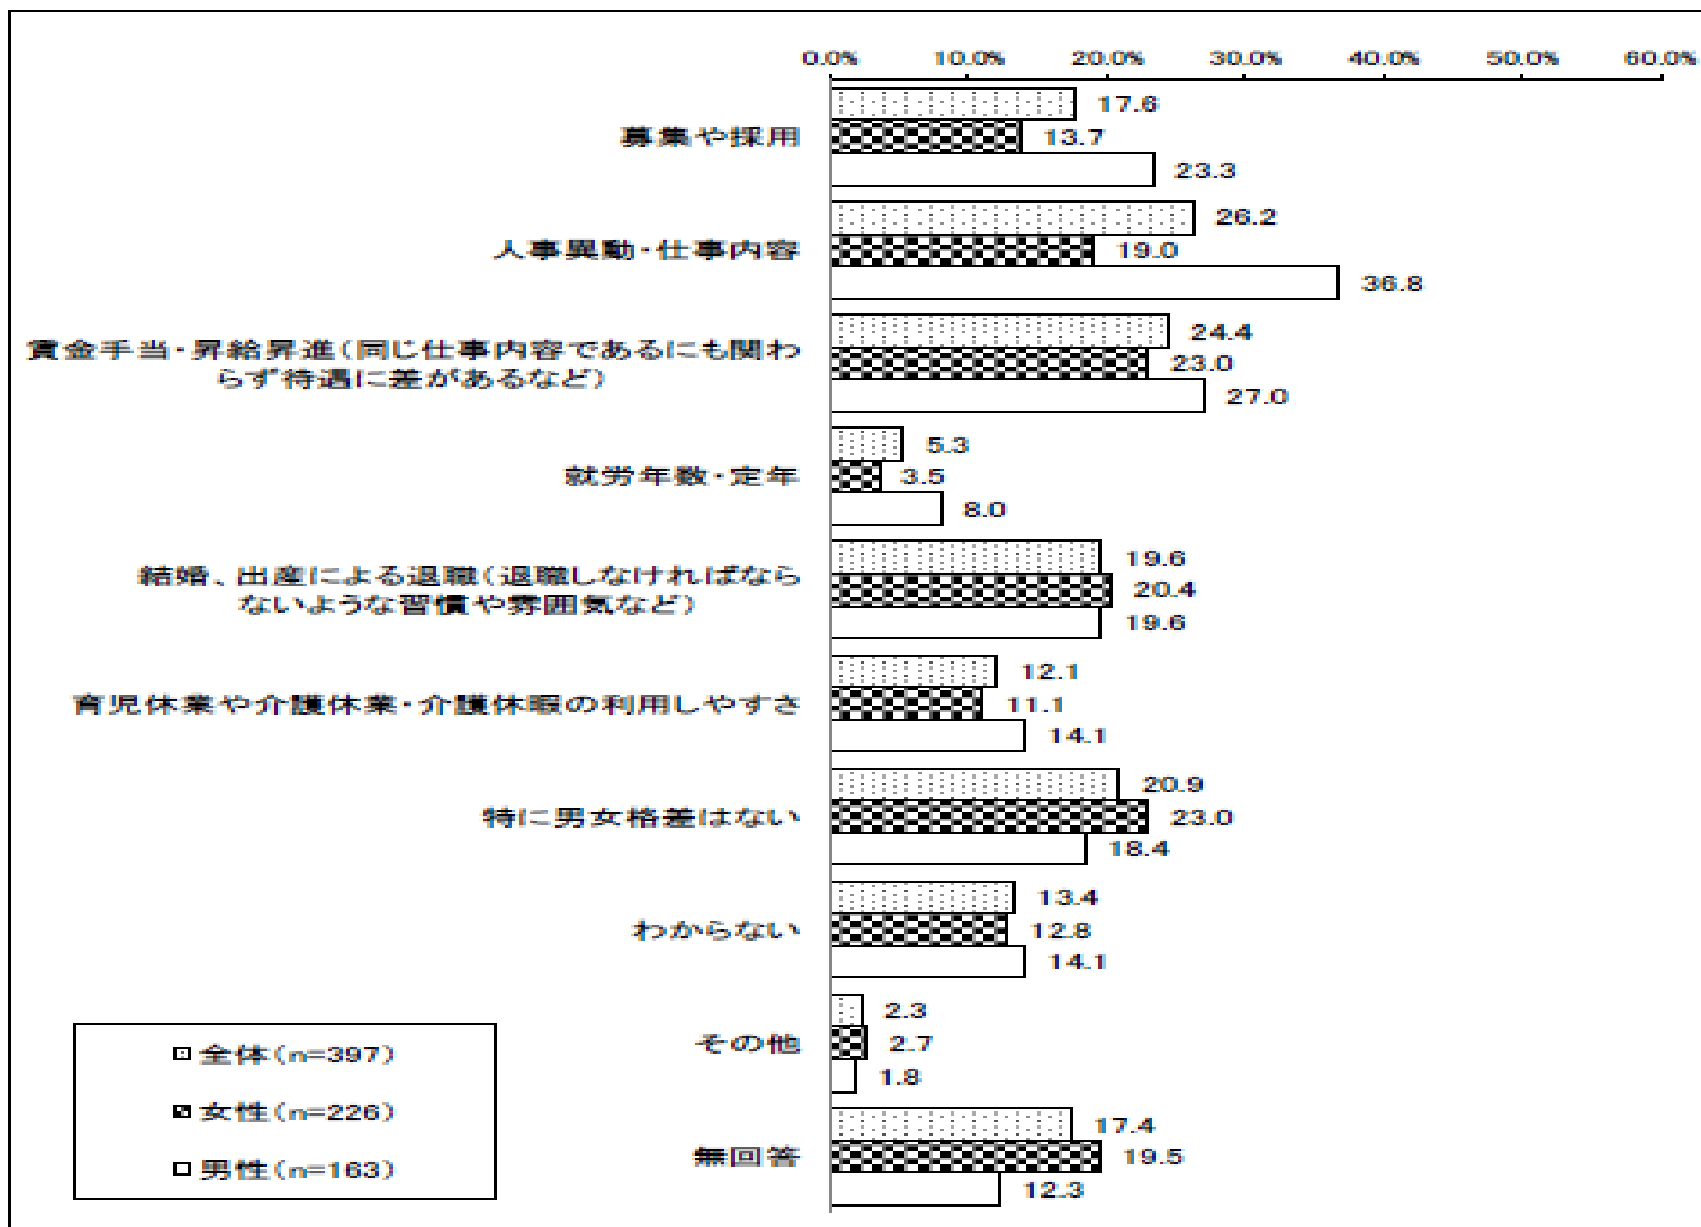 0.0% 10.0% 20.0% 30.0% 40.0% 50.0% 60.0%
募集や採用
17.6
13.7
23.3
人事異動・仕事内容
26.2
19.0
36.8
賃金手当・昇給昇進(同じ仕事内容であるにも関わ
らず待遇に差があるなど)
24.4
23.0
27.0
就労年数・定年
5.3
3.5
8.0
結婚、出産による退職(退職しなければなら
ないような習慣や雰囲気など)
19.6
20.4
19.6
育児休業や介護休業・介護休暇の利用しやすさ
12.1
11.1
14.1
特に男女格差はない
20.9
23.0
18.4
わからない
13.4
12.8
14.1
その他
2.3
2.7
1.8
無回答
17.4
19.5
12.3
全体(n=397)
女性(n=226)
男性(n=163)